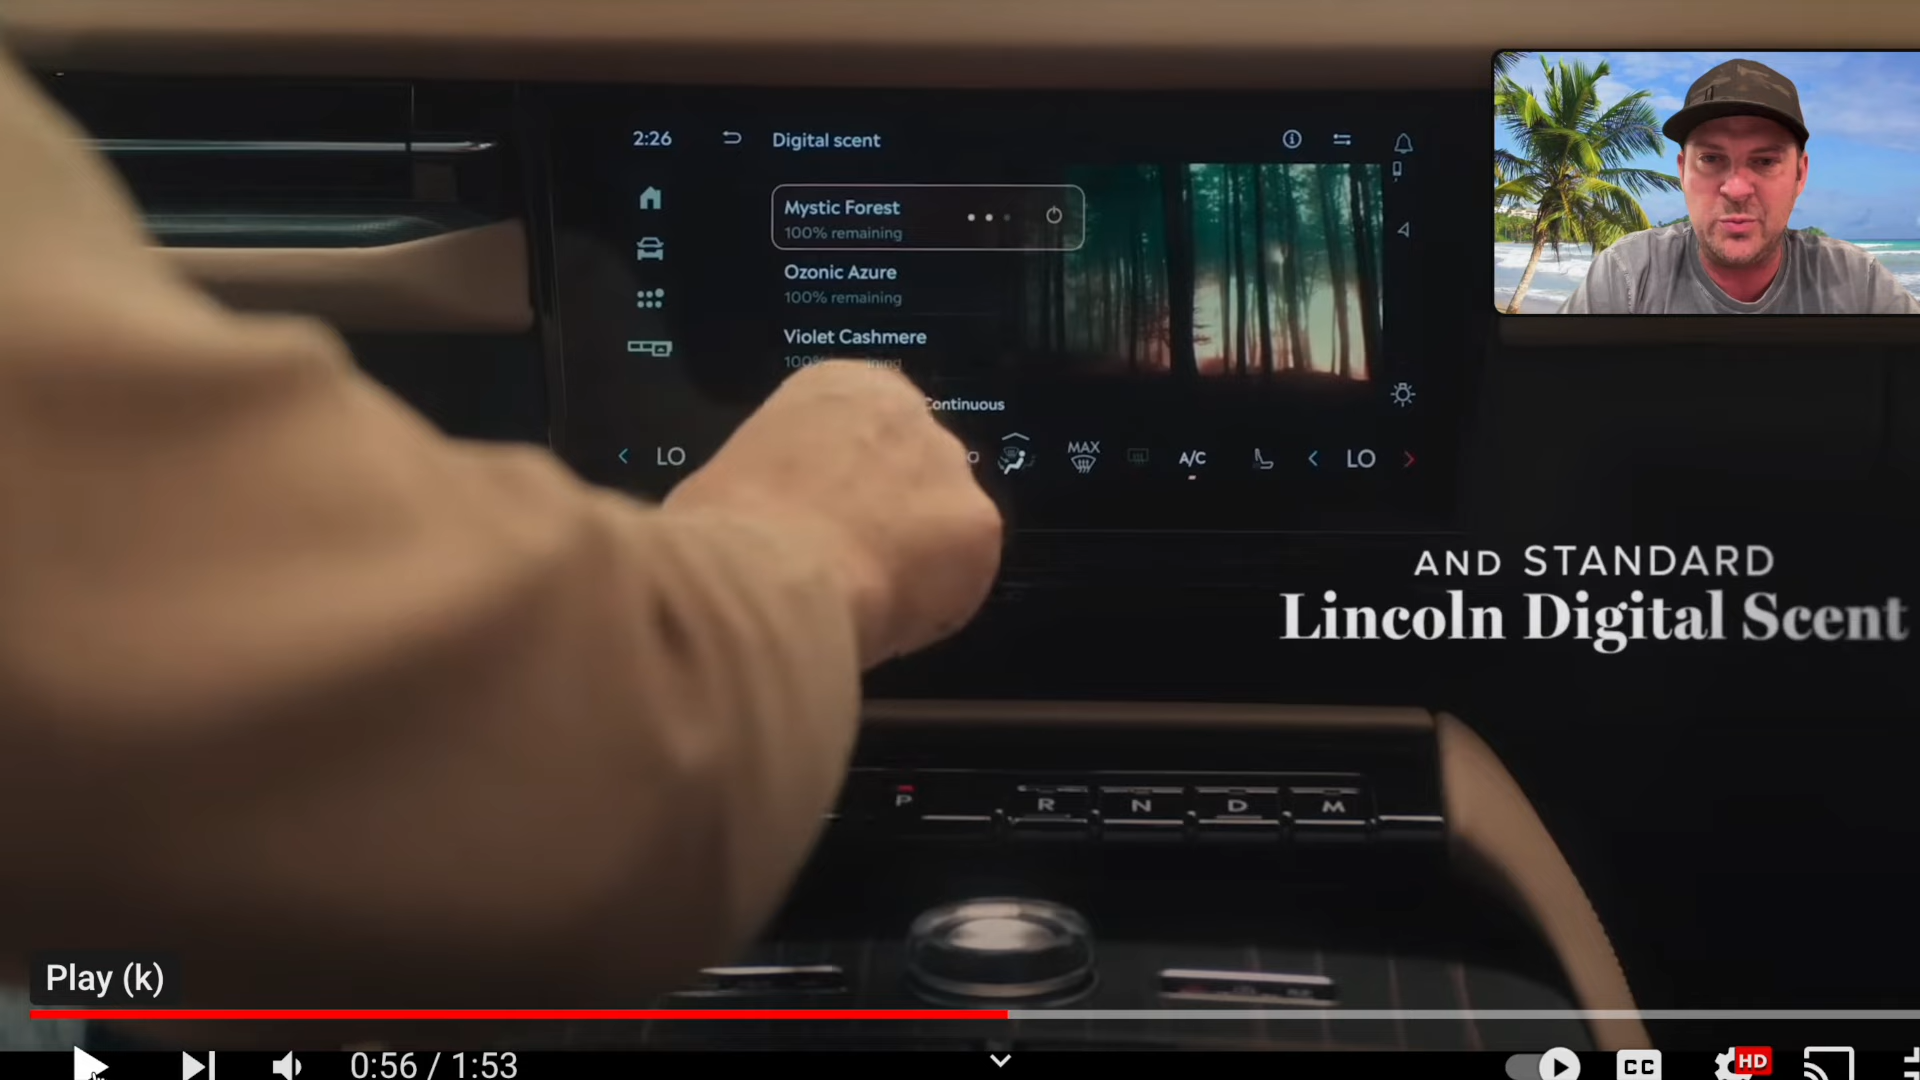 2:26
Digital scent
Mystic Forest
100% remaining
Ozonic Azure
100% remaining
Violet Cashmere
Continuous
LO
MAX
A/C
LO
AND STANDARD
Lincoln Digital Scent
P R N D M
Play (k)
0:56 / 1:53
CC
HD